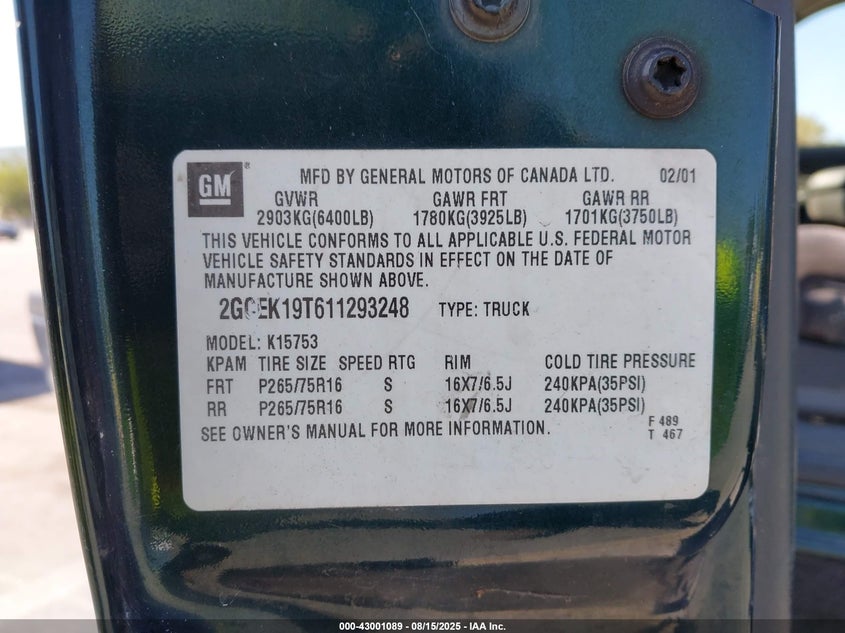 GM ® MFD BY GENERAL MOTORS OF CANADA LTD. 02/01
GVWR GAWR FRT GAWR RR
2903KG(6400LB) 1780KG(3925LB) 1701KG(3750LB)
THIS VEHICLE CONFORMS TO ALL APPLICABLE U.S. FEDERAL MOTOR
VEHICLE SAFETY STANDARDS IN EFFECT ON THE DATE OF
MANUFACTURE SHOWN ABOVE.
2GCEK19T611293248 TYPE: TRUCK
MODEL: K15753
KPAM TIRE SIZE SPEED RTG RIM COLD TIRE PRESSURE
FRT P265/75R16 S 16X7/6.5J 240KPA(35PSI)
RR P265/75R16 S 16X7/6.5J 240KPA(35PSI)
SEE OWNER'S MANUAL FOR MORE INFORMATION.
F 489
T 467
000-43001089 - 08/15/2025 - IAA Inc.